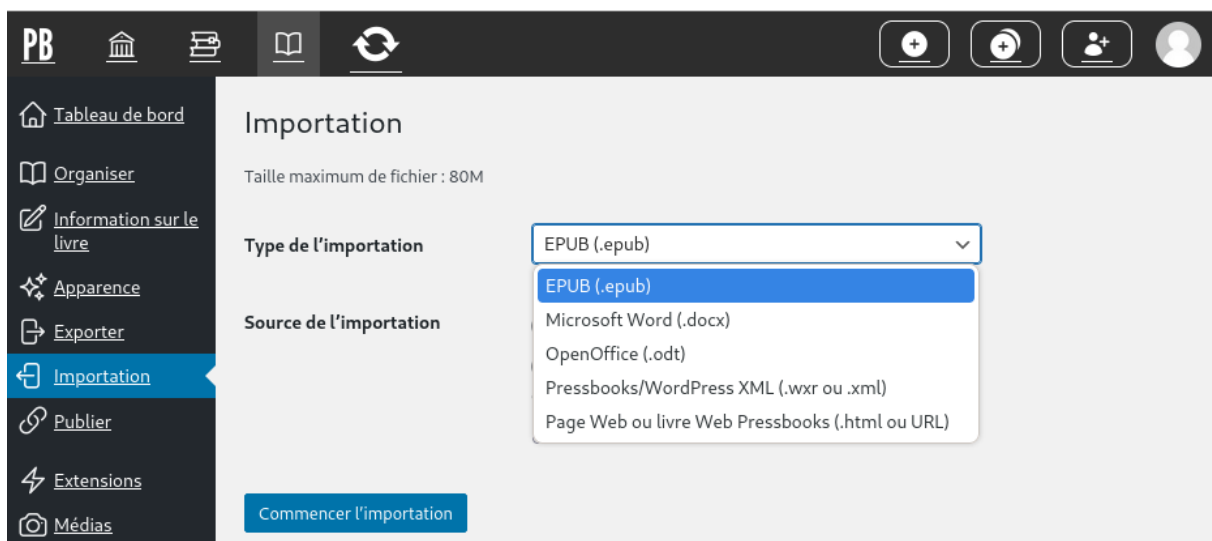 PB
Tableau de bord
Organiser
Information sur le
livre
Apparence
Exporter
Importation
Publier
Extensions
Médias
Importation
Taille maximum de fichier : 80M
Type de l’importation
EPUB (.epub)
EPUB (.epub)
Microsoft Word (.docx)
OpenOffice (.odt)
Pressbooks/WordPress XML (.wxr ou .xml)
Page Web ou livre Web Pressbooks (.html ou URL)
Source de l’importation
Commencer l’importation